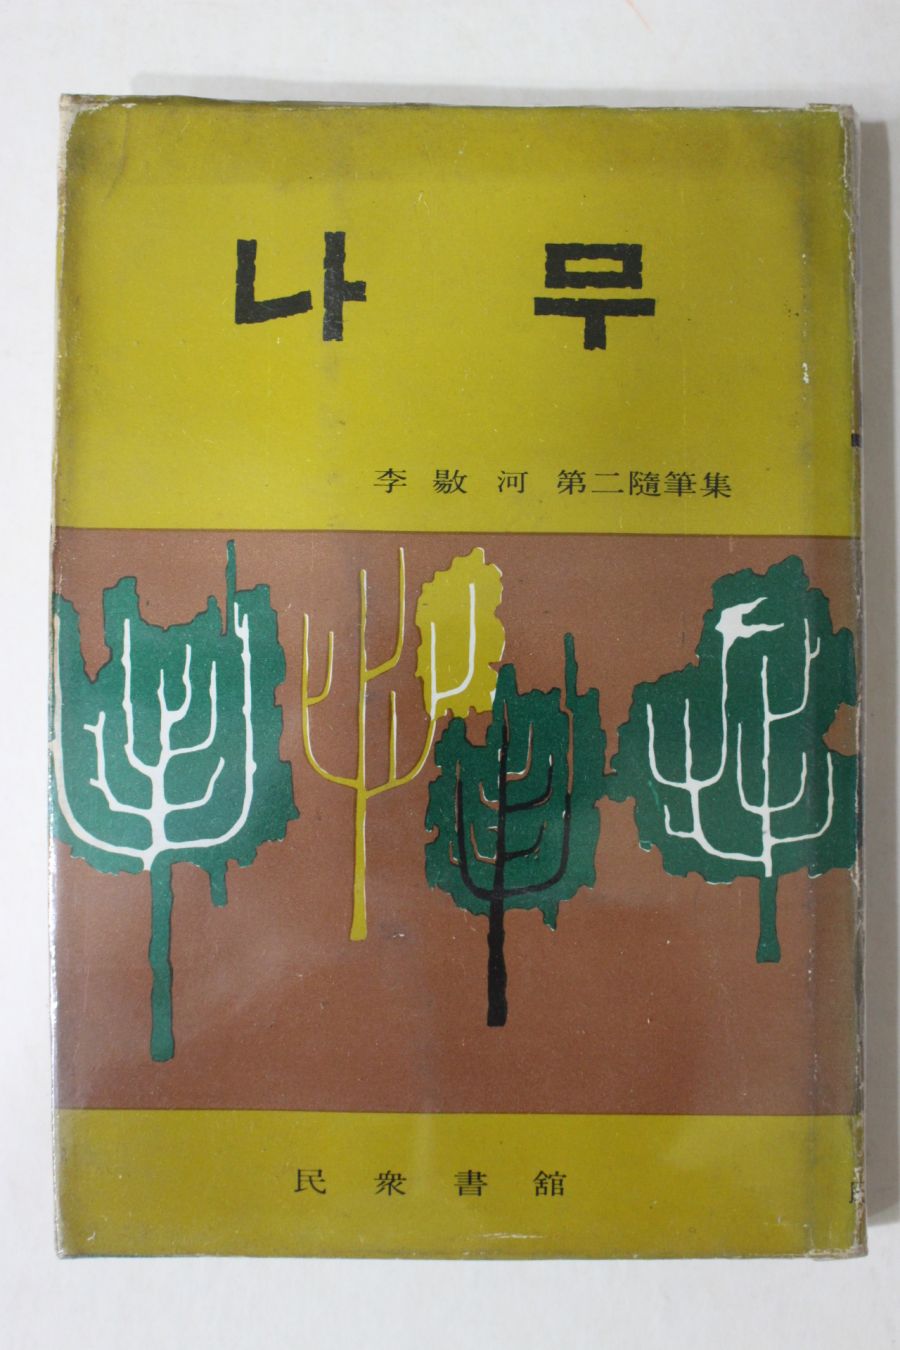 나무
李敭河 第二隨筆集
民衆書舘